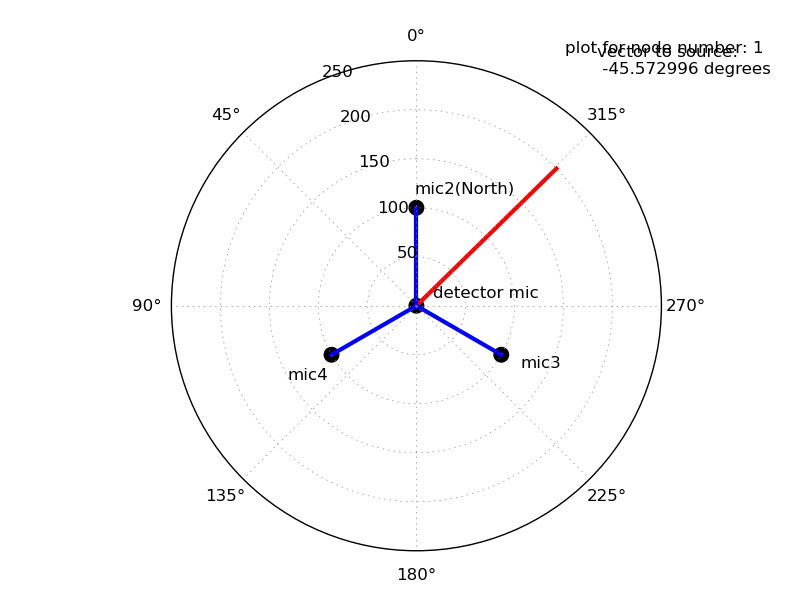 0°
plot for node number: 1
vector to source:
-45.572996 degrees
250
45°
315°
200
150
mic2(North)
100
50
detector mic
90°
270°
mic3
mic4
135°
225°
180°